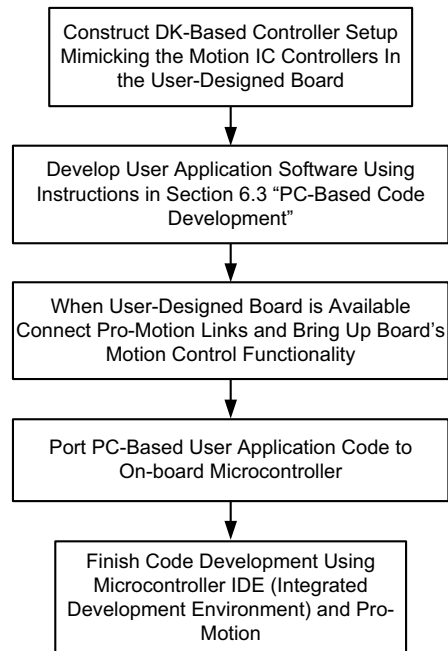 Construct DK-Based Controller Setup
Mimicking the Motion IC Controllers In
the User-Designed Board
Develop User Application Software Using
Instructions in Section 6.3 “PC-Based Code
Development”
When User-Designed Board is Available
Connect Pro-Motion Links and Bring Up Board’s
Motion Control Functionality
Port PC-Based User Application Code to
On-board Microcontroller
Finish Code Development Using
Microcontroller IDE (Integrated
Development Environment) and Pro-
Motion